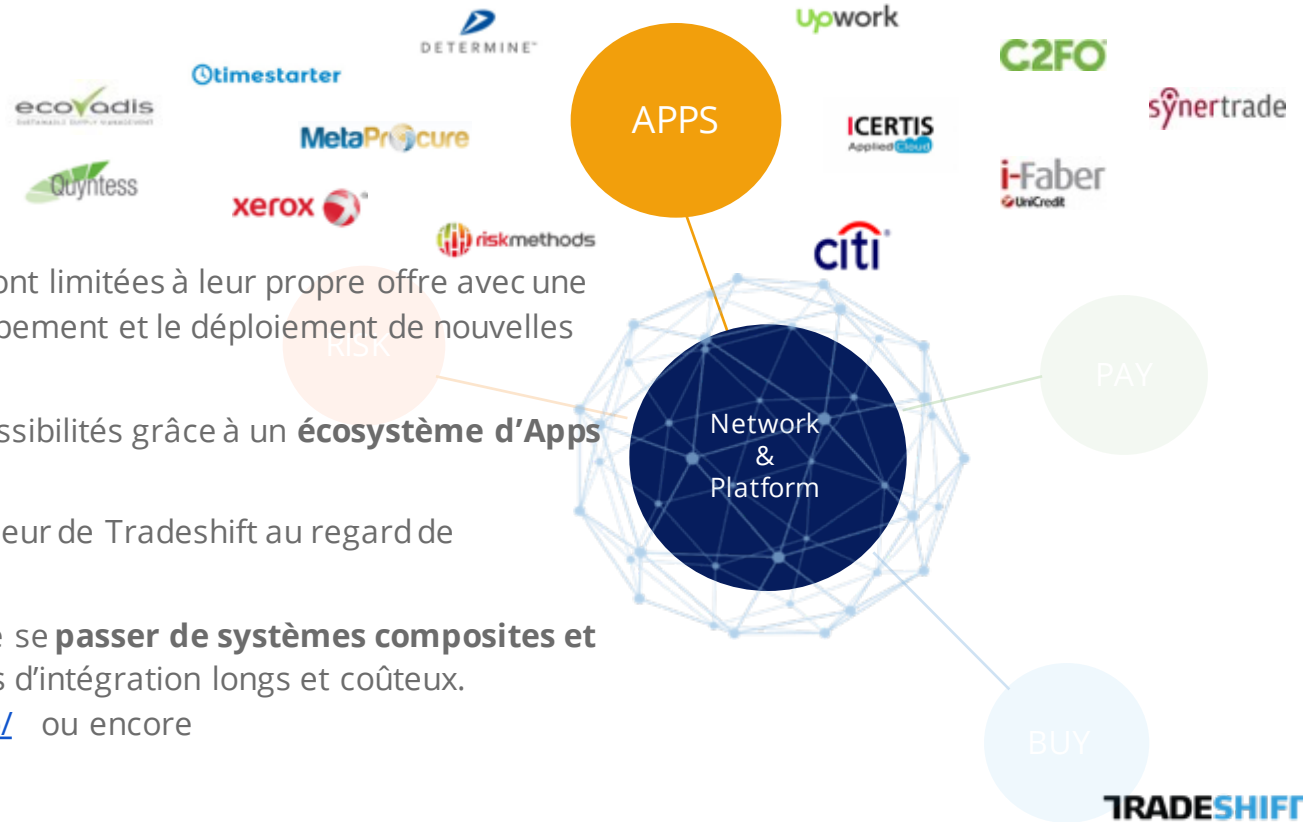 DETERMINE
upwork
C2FO
timestarter
ecovadis
SUSTAINABLE SUPPLY MANAGEMENT
synertrade
APPS
MetaProcure
ICERTIS
Applied Cloud
i-Faber
UniCredit
Quyntess
xerox
riskmethods
citi
ont limitées à leur propre offre avec une
pement et le déploiement de nouvelles
RISK
PAY
ssibilités grâce à un écosystème d’Apps
Network
&
Platform
eur de Tradeshift au regard de
e se passer de systèmes composites et
s d’intégration longs et coûteux.
/ ou encore
BUY
TRADESHIFT